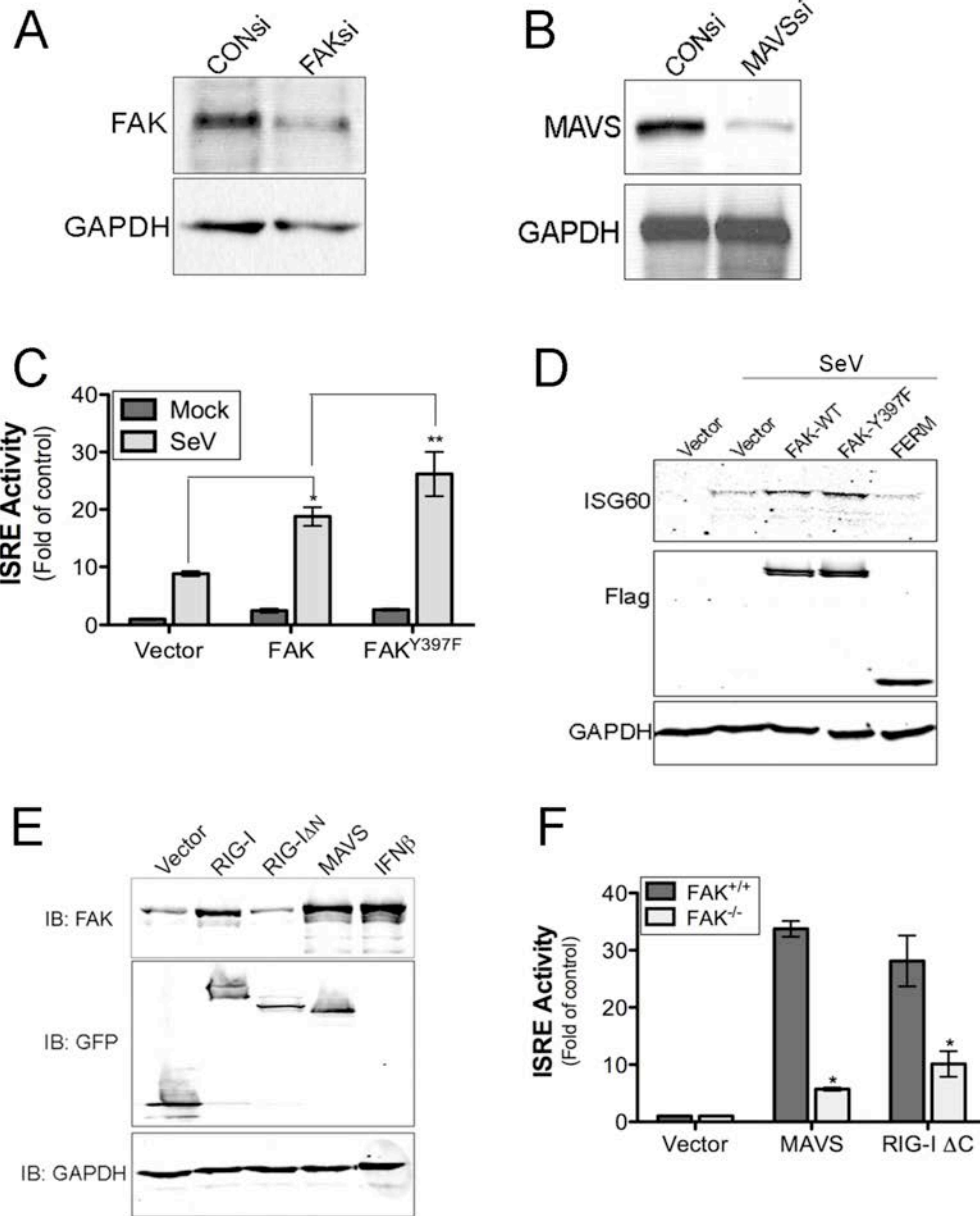 A
CONsi FAKsi
FAK
GAPDH
B
CONsi MAVSsi
MAVS
GAPDH
C
ISRE Activity
(Fold of control)
40
30
20
10
0
Mock
SeV
*
**
Vector FAK FAKY397F
D
SeV
Vector Vector FAK-WT FAK-Y397F FERM
ISG60
Flag
GAPDH
E
Vector RIG-I RIG-IΔN MAVS IFNβ
IB: FAK
IB: GFP
IB: GAPDH
F
ISRE Activity
(Fold of control)
40
30
20
10
0
FAK+/+
FAK-/-
*
*
Vector MAVS RIG-I ΔC